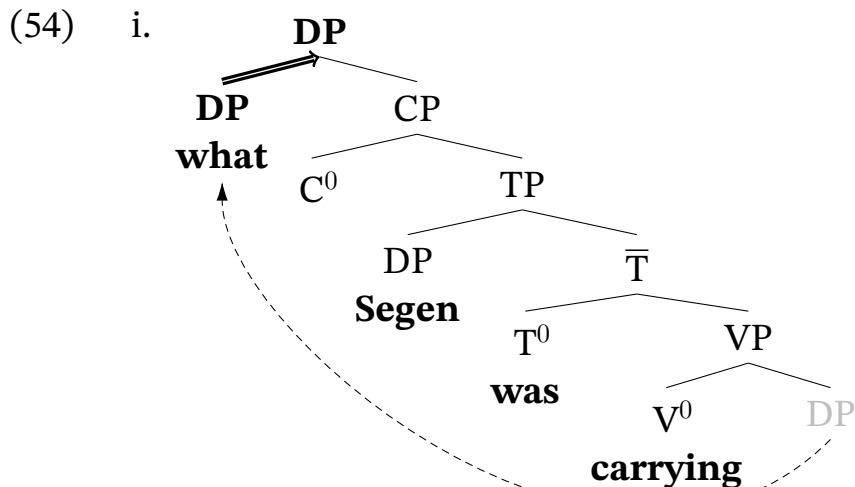 (54) i. DP
DP CP
what
C⁰ TP
DP T̅
Segen
T⁰ VP
was
V⁰ DP
carrying